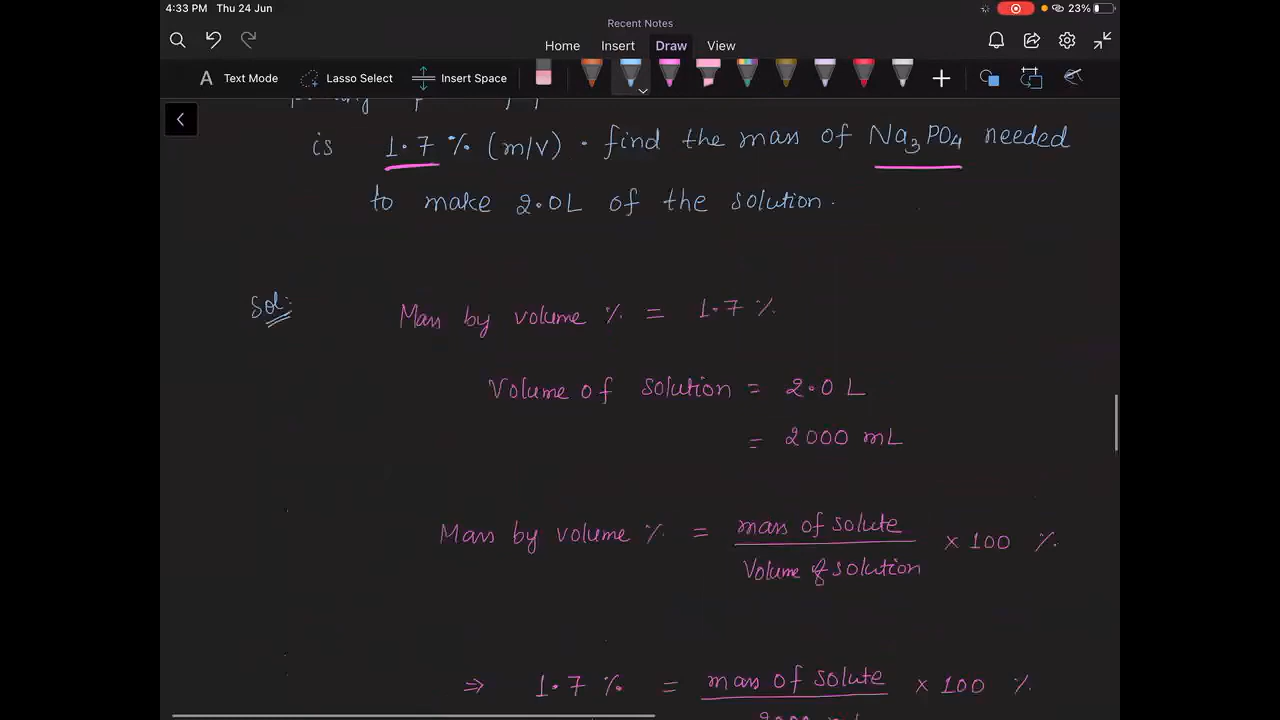 4:33 PM Thu 24 Jun
23%
Recent Notes
Home Insert Draw View
Text Mode Lasso Select Insert Space
is 1.7 % (m/v) . find the mass of Na₃PO₄ needed
to make 2.0L of the solution.
Sol:
Mass by volume % = 1.7 %
Volume of solution = 2.0 L
= 2000 mL
Mass by volume % = mass of solute × 100 %
Volume of solution
⇒ 1.7 % = mass of solute × 100 %